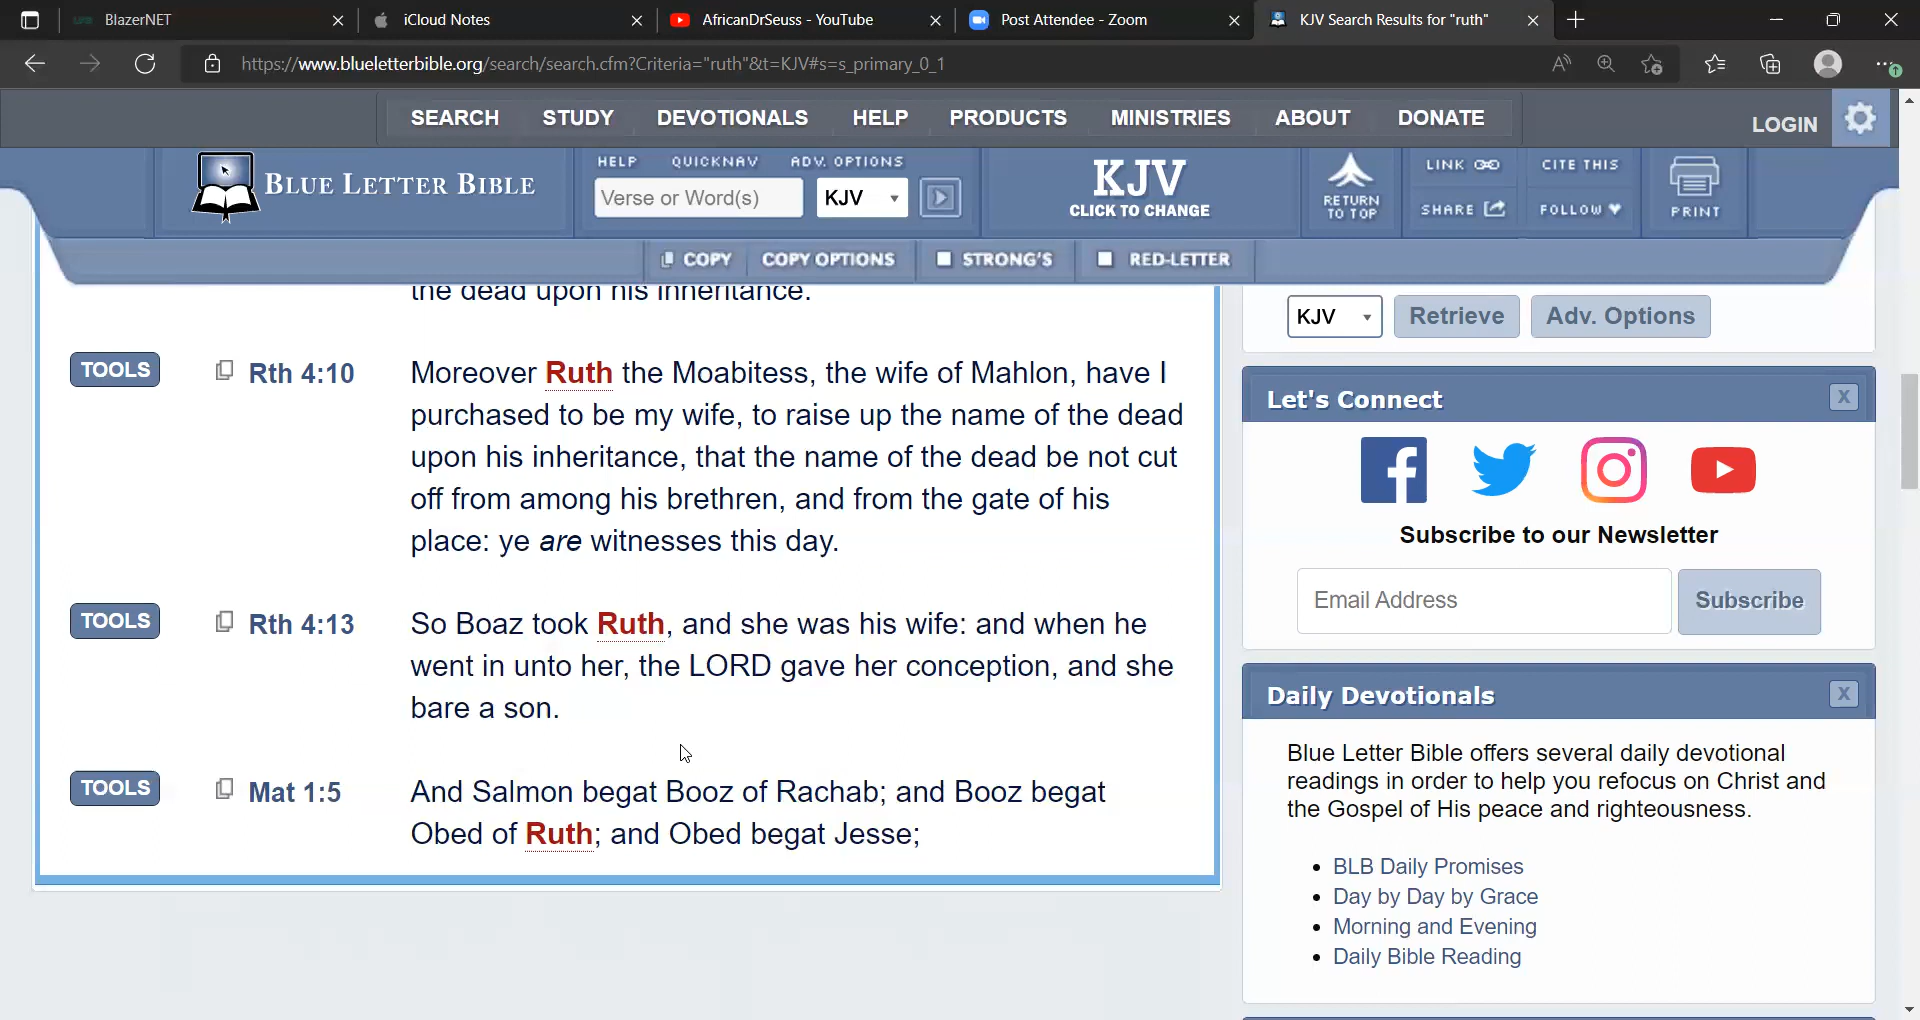 BlazerNET
iCloud Notes
AfricanDrSeuss - YouTube
Post Attendee - Zoom
KJV Search Results for "ruth"
https://www.blueletterbible.org/search/search.cfm?Criteria="ruth"&t=KJV#s=s_primary_0_1
SEARCH STUDY DEVOTIONALS HELP PRODUCTS MINISTRIES ABOUT DONATE
LOGIN
BLUE LETTER BIBLE
HELP QUICKNAV ADV. OPTIONS
Verse or Word(s)
KJV
KJV
CLICK TO CHANGE
RETURN
TO TOP
LINK
CITE THIS
SHARE
FOLLOW
PRINT
COPY COPY OPTIONS STRONG'S RED-LETTER
the dead upon his inheritance.
TOOLS Rth 4:10 Moreover Ruth the Moabitess, the wife of Mahlon, have I
purchased to be my wife, to raise up the name of the dead
upon his inheritance, that the name of the dead be not cut
off from among his brethren, and from the gate of his
place: ye are witnesses this day.
TOOLS Rth 4:13 So Boaz took Ruth, and she was his wife: and when he
went in unto her, the LORD gave her conception, and she
bare a son.
TOOLS Mat 1:5 And Salmon begat Booz of Rachab; and Booz begat
Obed of Ruth; and Obed begat Jesse;
KJV Retrieve Adv. Options
Let's Connect X
Subscribe to our Newsletter
Email Address Subscribe
Daily Devotionals X
Blue Letter Bible offers several daily devotional
readings in order to help you refocus on Christ and
the Gospel of His peace and righteousness.
• BLB Daily Promises
• Day by Day by Grace
• Morning and Evening
• Daily Bible Reading